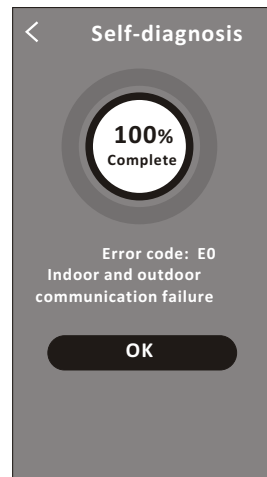 Self-diagnosis
100%
Complete
Error code: E0
Indoor and outdoor
communication failure
OK